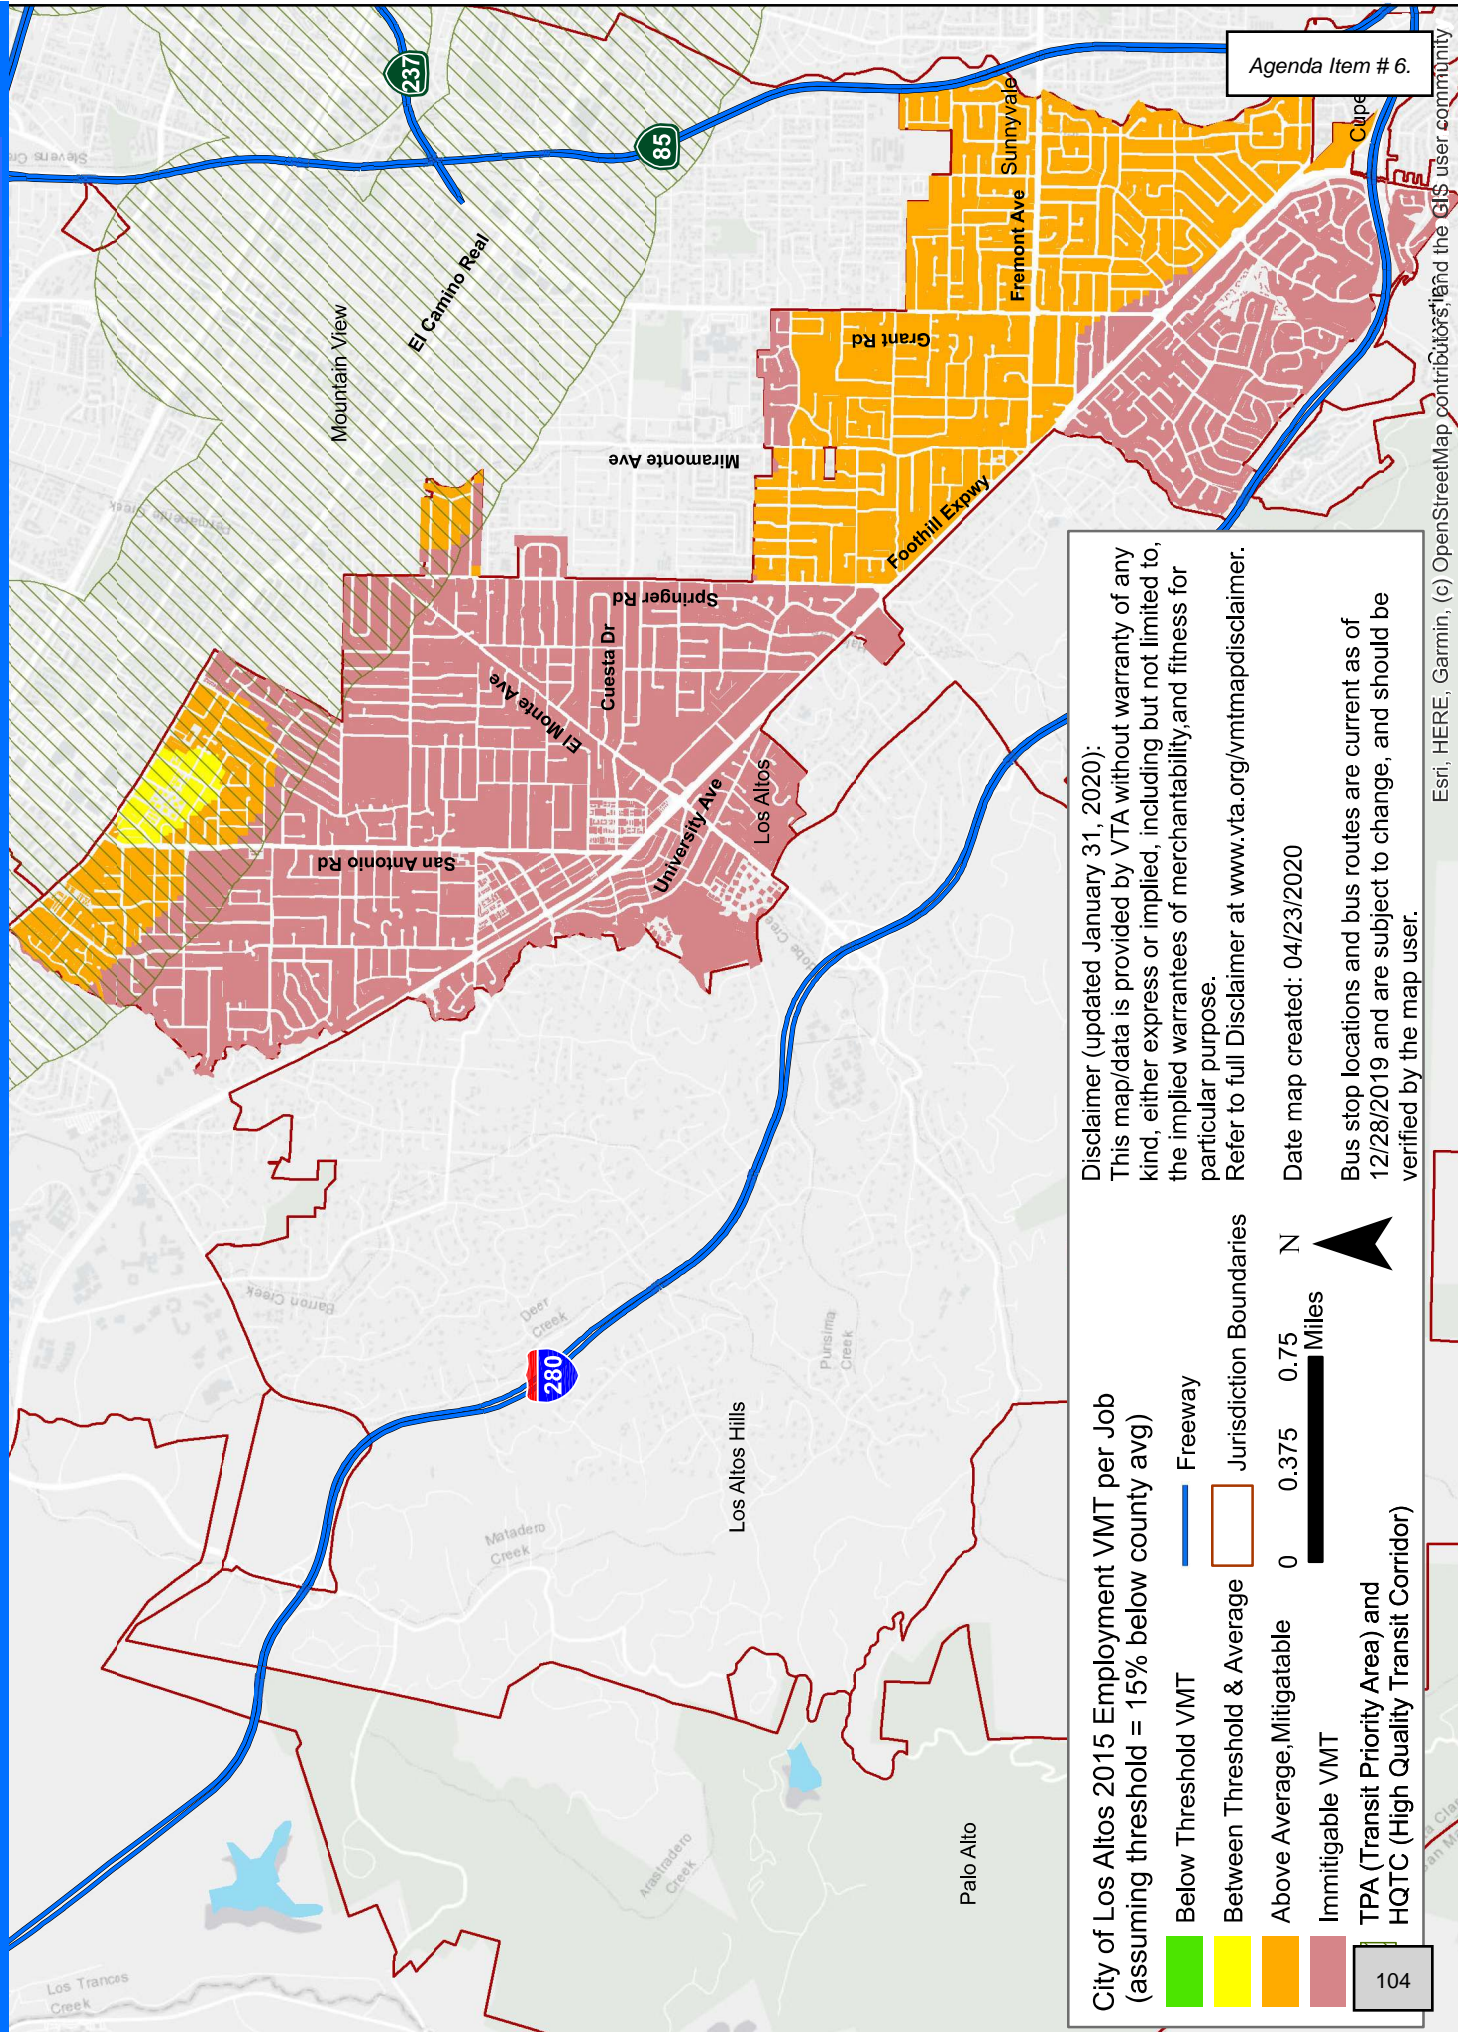 Agenda Item # 6.
237
85
280
Stevens Cre
Permanente Creek
Mountain View
El Camino Real
Sunnyvale
Fremont Ave
Cupe
Grant Rd
Miramonte Ave
Foothill Expwy
Springer Rd
Cuesta Dr
El Monte Ave
San Antonio Rd
University Ave
Los Altos
Barron Creek
Deer
Creek
Purisima
Creek
Matadero
Creek
Los Altos Hills
Arastradero
Creek
Palo Alto
Los Trancos
Creek
City of Los Altos 2015 Employment VMT per Job
(assuming threshold = 15% below county avg)
Below Threshold VMT
Between Threshold & Average
Above Average,Mitigatable
Immitigable VMT
TPA (Transit Priority Area) and
HQTC (High Quality Transit Corridor)
Freeway
Jurisdiction Boundaries
0 0.375 0.75
Miles
N
Disclaimer (updated January 31, 2020):
This map/data is provided by VTA without warranty of any
kind, either express or implied, including but not limited to,
the implied warrantees of merchantability,and fitness for
particular purpose.
Refer to full Disclaimer at www.vta.org/vmtmapdisclaimer.
Date map created: 04/23/2020
Bus stop locations and bus routes are current as of
12/28/2019 and are subject to change, and should be
verified by the map user.
Esri, HERE, Garmin, (c) OpenStreetMap contributors, and the GIS user community
104